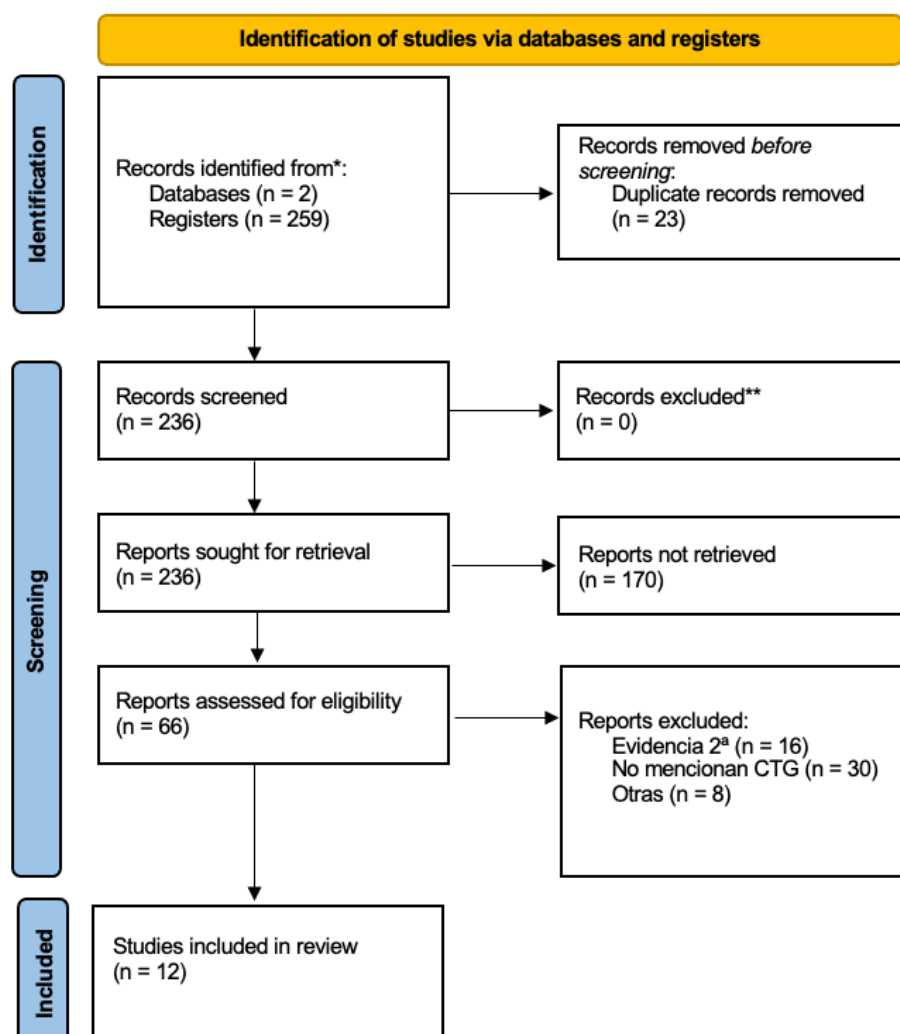 Identification of studies via databases and registers
Identification
Records identified from*:
Databases (n = 2)
Registers (n = 259)
Records removed before
screening:
Duplicate records removed
(n = 23)
Screening
Records screened
(n = 236)
Records excluded**
(n = 0)
Reports sought for retrieval
(n = 236)
Reports not retrieved
(n = 170)
Reports assessed for eligibility
(n = 66)
Reports excluded:
Evidencia 2ª (n = 16)
No mencionan CTG (n = 30)
Otras (n = 8)
Included
Studies included in review
(n = 12)